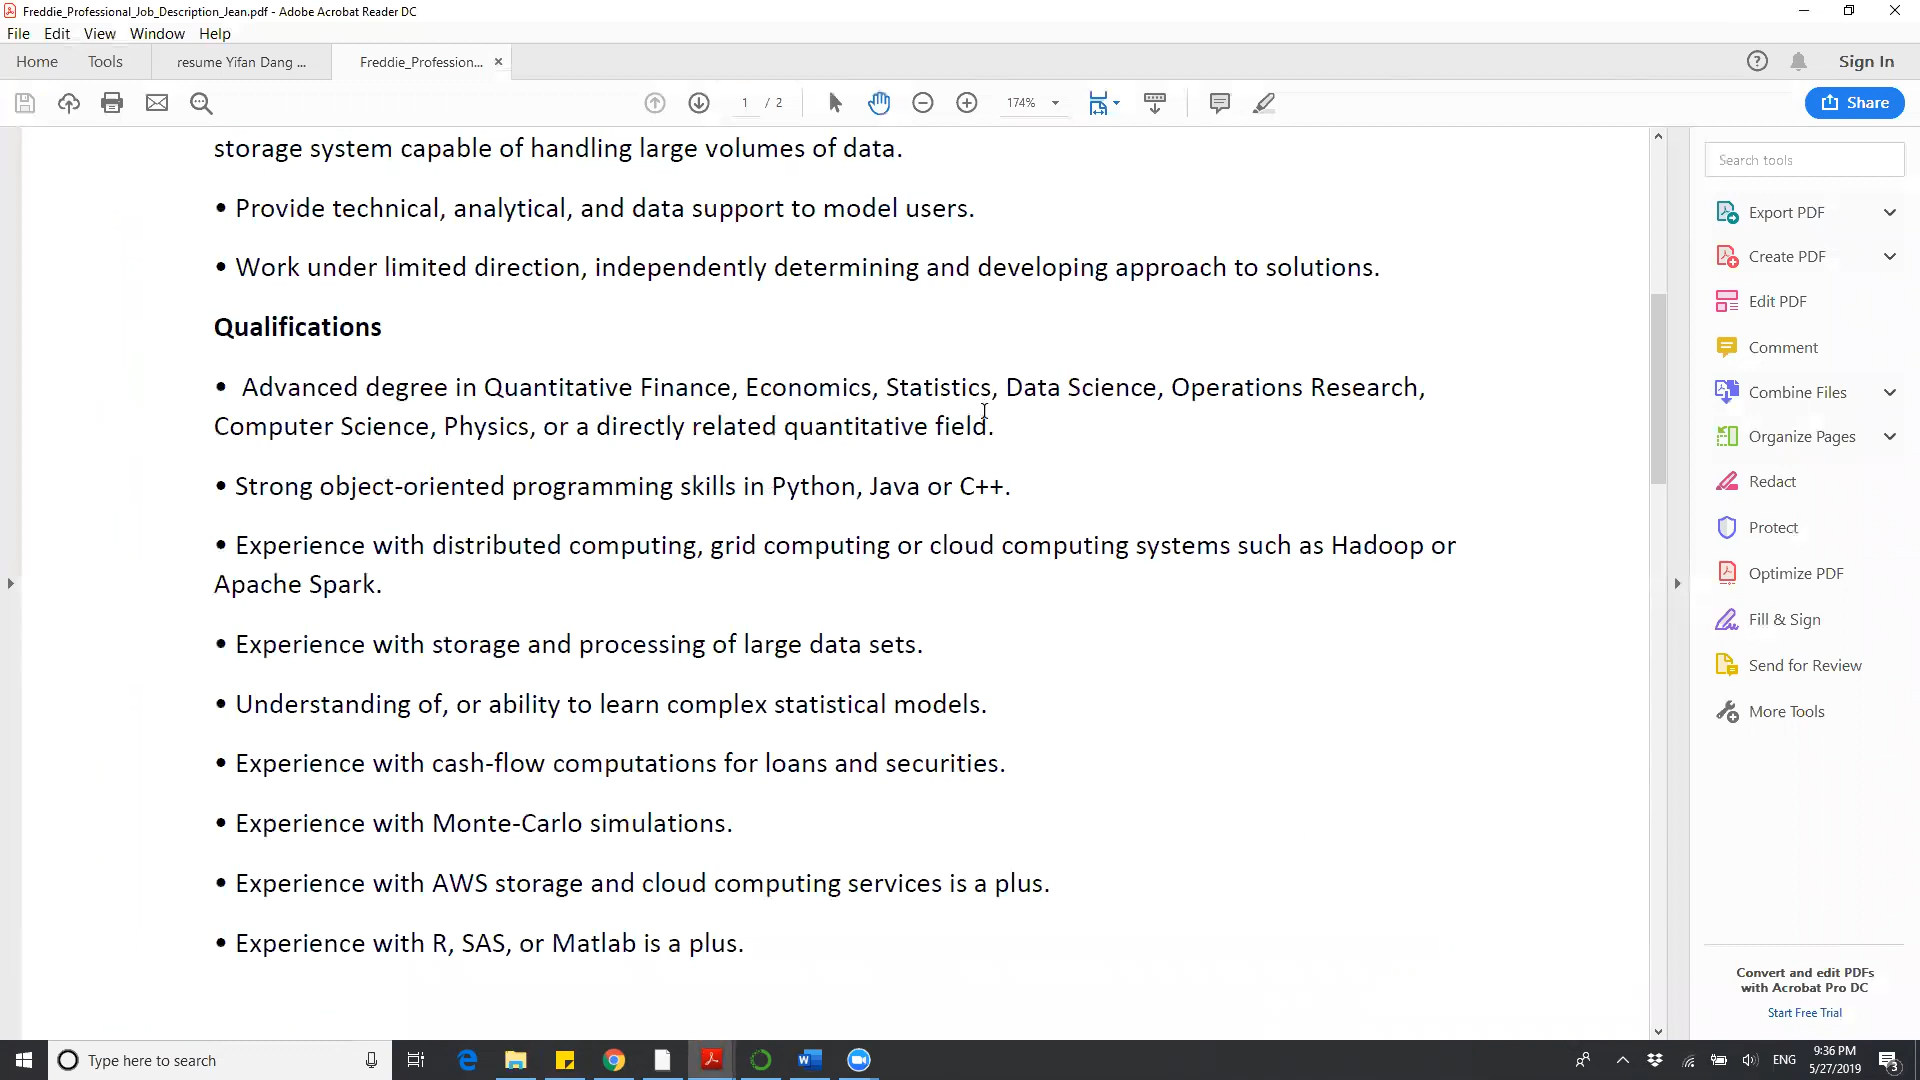 Freddie_Professional_Job_Description_Jean.pdf - Adobe Acrobat Reader DC
File Edit View Window Help
Home Tools resume Yifan Dang ... Freddie_Profession... Sign In
1 / 2 174% Share
storage system capable of handling large volumes of data.
• Provide technical, analytical, and data support to model users.
• Work under limited direction, independently determining and developing approach to solutions.
Qualifications
• Advanced degree in Quantitative Finance, Economics, Statistics, Data Science, Operations Research,
Computer Science, Physics, or a directly related quantitative field.
• Strong object-oriented programming skills in Python, Java or C++.
• Experience with distributed computing, grid computing or cloud computing systems such as Hadoop or
Apache Spark.
• Experience with storage and processing of large data sets.
• Understanding of, or ability to learn complex statistical models.
• Experience with cash-flow computations for loans and securities.
• Experience with Monte-Carlo simulations.
• Experience with AWS storage and cloud computing services is a plus.
• Experience with R, SAS, or Matlab is a plus.
Search tools
Export PDF
Create PDF
Edit PDF
Comment
Combine Files
Organize Pages
Redact
Protect
Optimize PDF
Fill & Sign
Send for Review
More Tools
Convert and edit PDFs
with Acrobat Pro DC
Start Free Trial
Type here to search
ENG
9:36 PM
5/27/2019
3